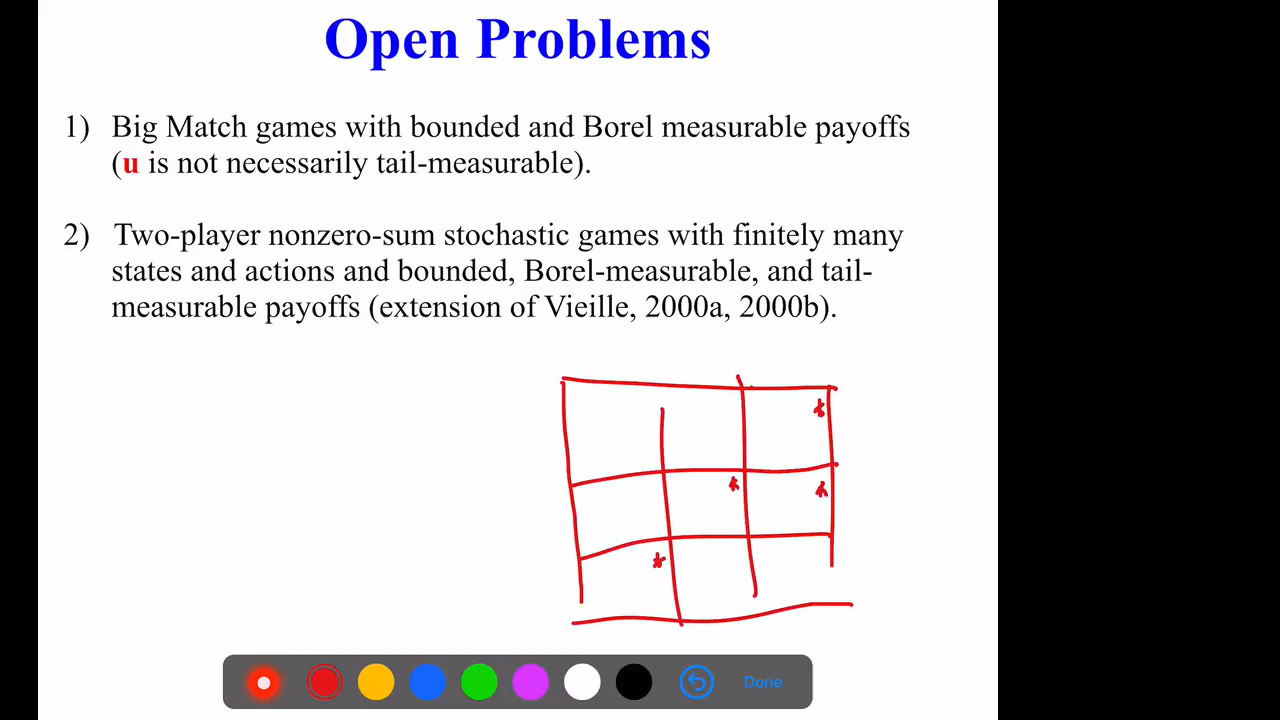 Open Problems
1) Big Match games with bounded and Borel measurable payoffs
(u is not necessarily tail-measurable).
2) Two-player nonzero-sum stochastic games with finitely many
states and actions and bounded, Borel-measurable, and tail-
measurable payoffs (extension of Vieille, 2000a, 2000b).
*
* *
*
Done